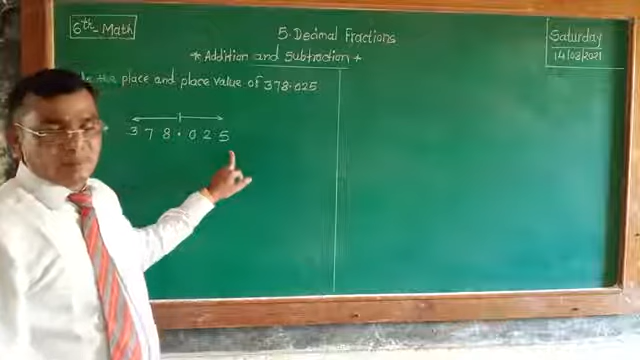 6th - Math
5. Decimal Fractions
* Addition and Subtraction *
Saturday
14/03/2021
the place and place value of 378.025
3 7 8 . 0 2 5